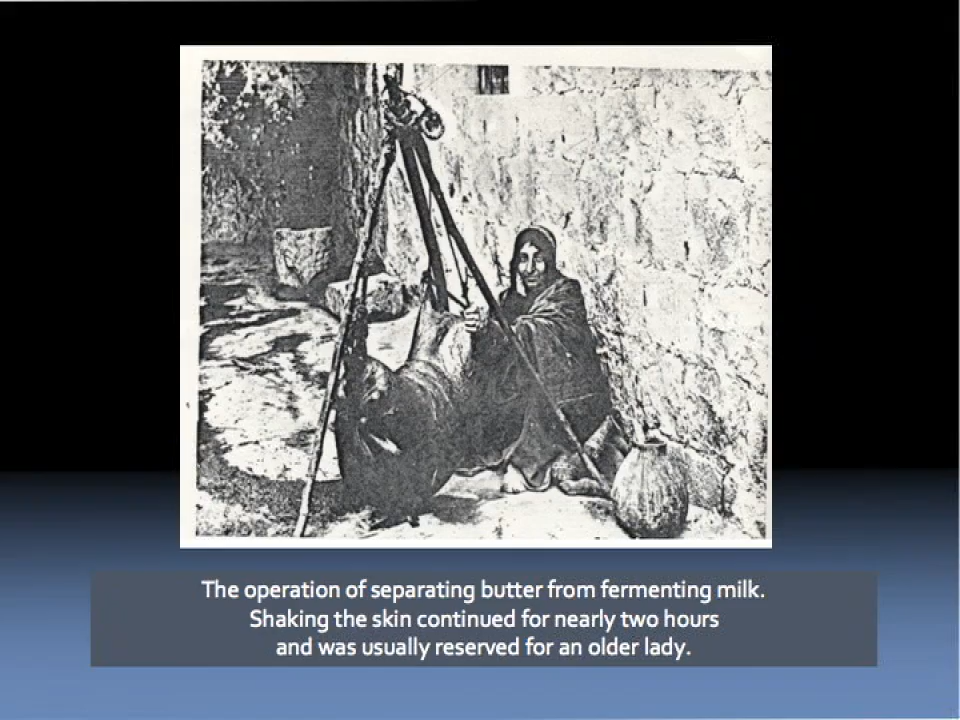 The operation of separating butter from fermenting milk.
Shaking the skin continued for nearly two hours
and was usually reserved for an older lady.